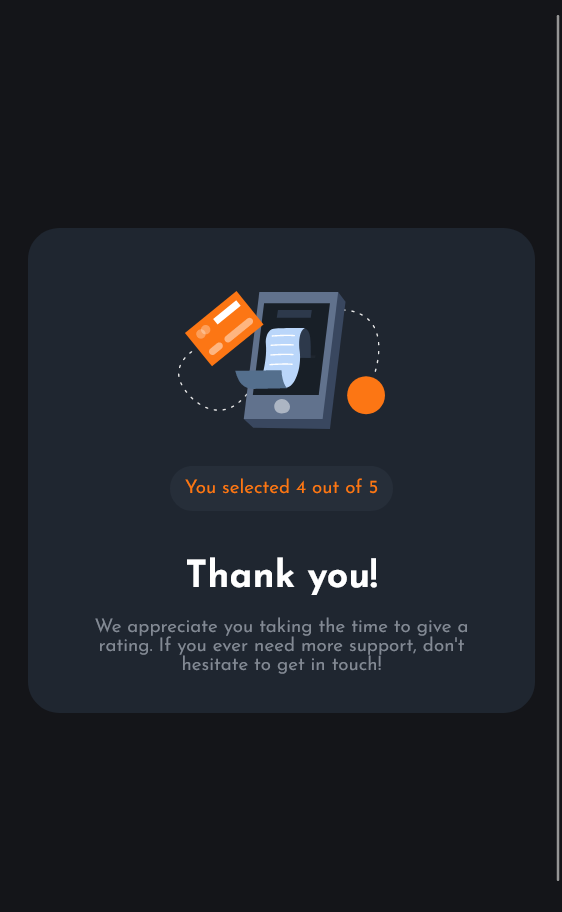 You selected 4 out of 5
Thank you!
We appreciate you taking the time to give a
rating. If you ever need more support, don't
hesitate to get in touch!